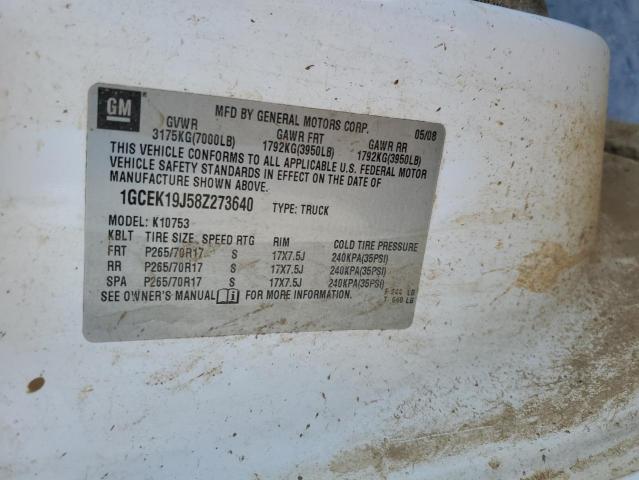 GM
MFD BY GENERAL MOTORS CORP. 05/08
GVWR GAWR FRT GAWR RR
3175KG(7000LB) 1792KG(3950LB) 1792KG(3950LB)
THIS VEHICLE CONFORMS TO ALL APPLICABLE U.S. FEDERAL MOTOR
VEHICLE SAFETY STANDARDS IN EFFECT ON THE DATE OF
MANUFACTURE SHOWN ABOVE.
1GCEK19J58Z273640 TYPE: TRUCK
MODEL: K10753
KBLT TIRE SIZE, SPEED RTG RIM COLD TIRE PRESSURE
FRT P265/70R17 S 17X7.5J 240KPA(35PSI)
RR P265/70R17 S 17X7.5J 240KPA(35PSI)
SPA P265/70R17 S 17X7.5J 240KPA(35PSI)
SEE OWNER'S MANUAL FOR MORE INFORMATION.
LB
T LB